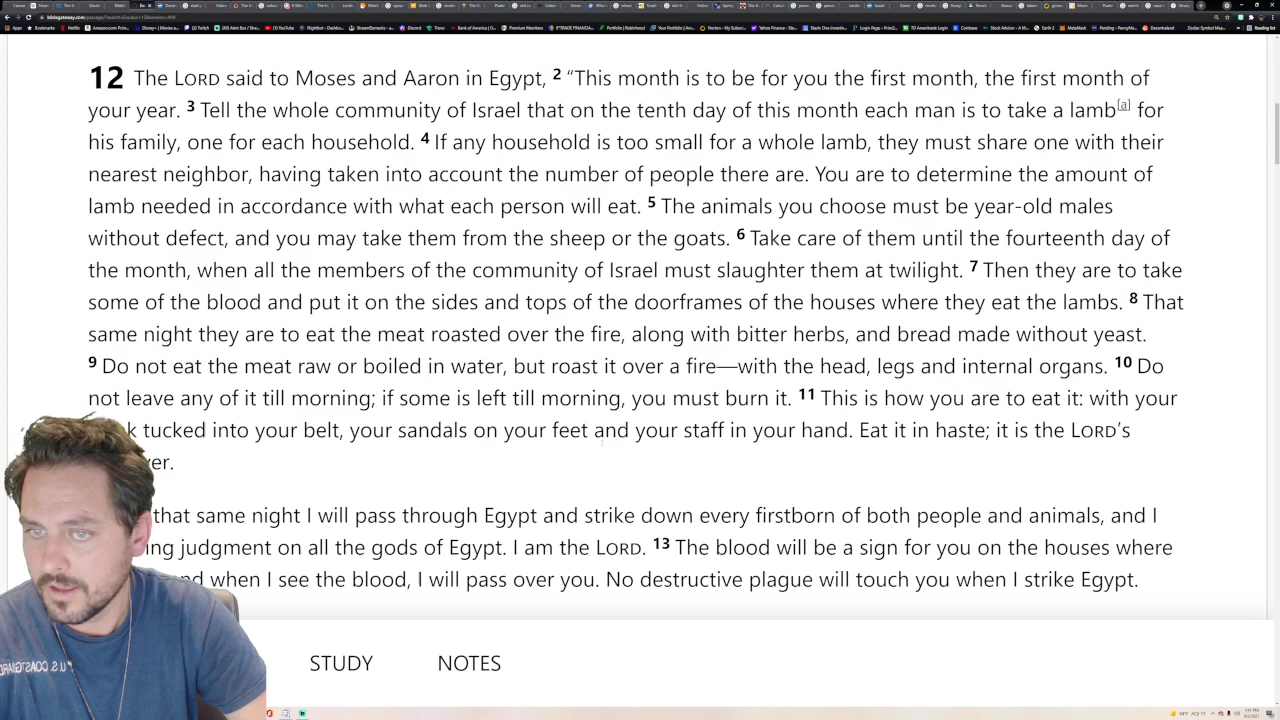 biblegateway.com/passage/?search=Exodus+12&version=NIV
12 The LORD said to Moses and Aaron in Egypt, 2 “This month is to be for you the first month, the first month of
your year. 3 Tell the whole community of Israel that on the tenth day of this month each man is to take a lamb[a] for
his family, one for each household. 4 If any household is too small for a whole lamb, they must share one with their
nearest neighbor, having taken into account the number of people there are. You are to determine the amount of
lamb needed in accordance with what each person will eat. 5 The animals you choose must be year-old males
without defect, and you may take them from the sheep or the goats. 6 Take care of them until the fourteenth day of
the month, when all the members of the community of Israel must slaughter them at twilight. 7 Then they are to take
some of the blood and put it on the sides and tops of the doorframes of the houses where they eat the lambs. 8 That
same night they are to eat the meat roasted over the fire, along with bitter herbs, and bread made without yeast.
9 Do not eat the meat raw or boiled in water, but roast it over a fire—with the head, legs and internal organs. 10 Do
not leave any of it till morning; if some is left till morning, you must burn it. 11 This is how you are to eat it: with your
k tucked into your belt, your sandals on your feet and your staff in your hand. Eat it in haste; it is the LORD’s
ver.
that same night I will pass through Egypt and strike down every firstborn of both people and animals, and I
ing judgment on all the gods of Egypt. I am the LORD. 13 The blood will be a sign for you on the houses where
nd when I see the blood, I will pass over you. No destructive plague will touch you when I strike Egypt.
STUDY NOTES